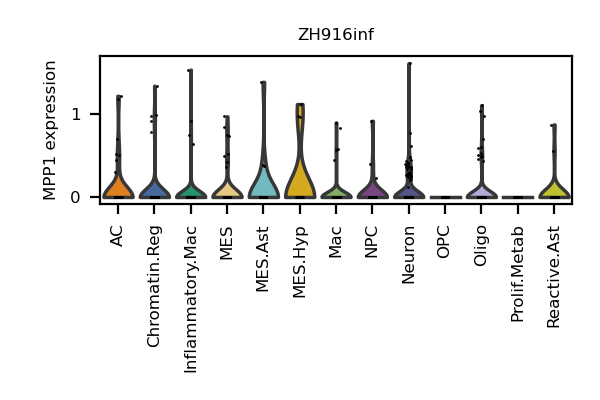 ZH916inf
MPP1 expression
1
0
AC
Chromatin.Reg
Inflammatory.Mac
MES
MES.Ast
MES.Hyp
Mac
NPC
Neuron
OPC
Oligo
Prolif.Metab
Reactive.Ast